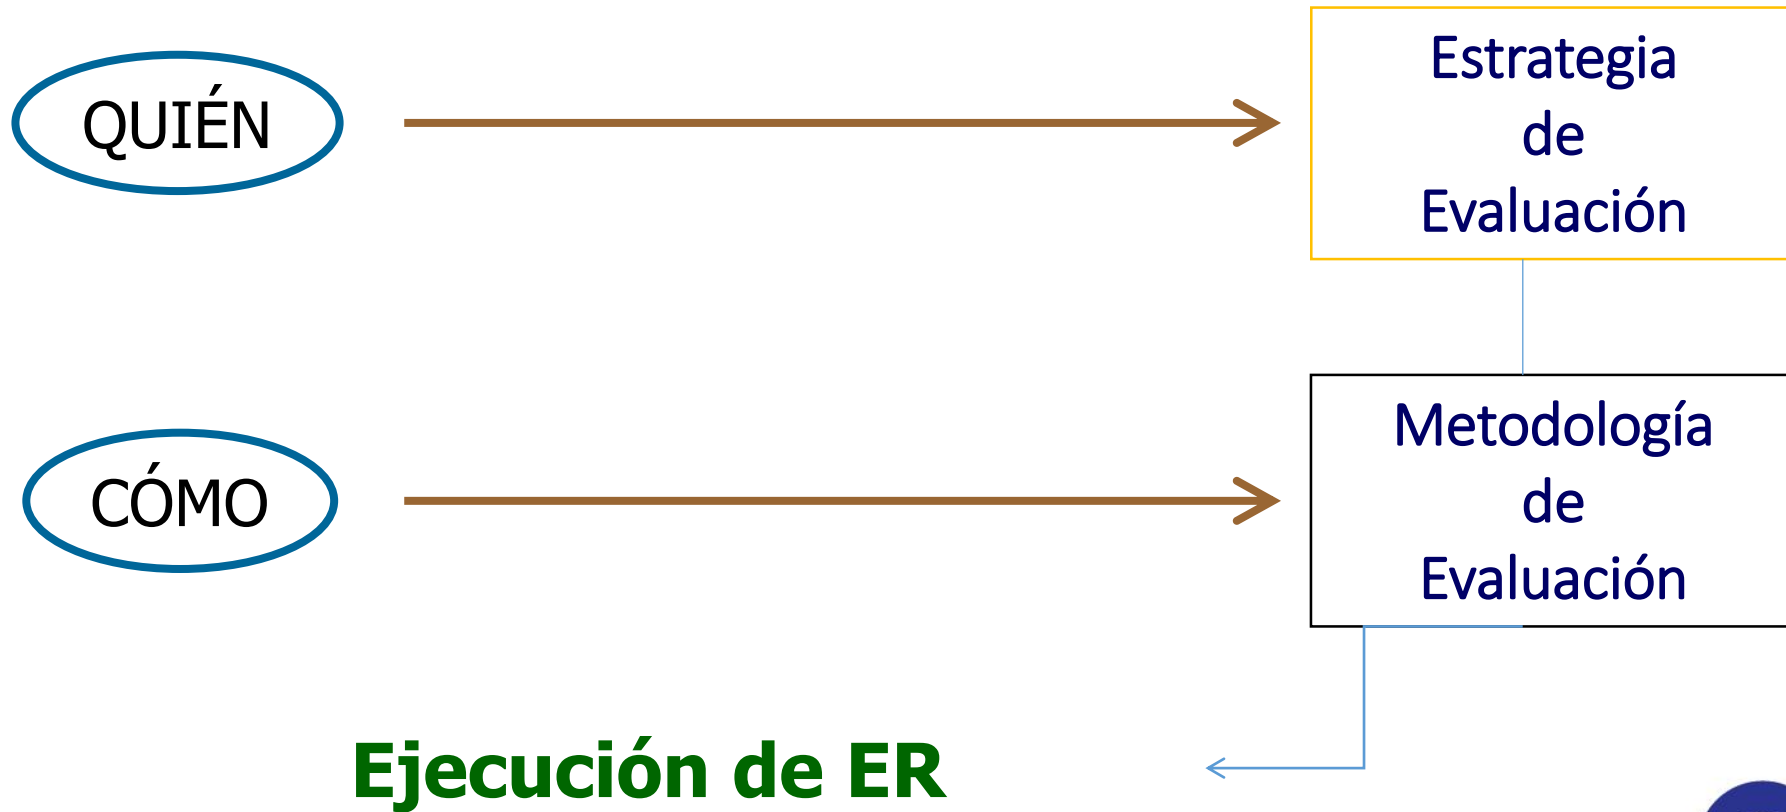 QUIÉN
Estrategia
de
Evaluación
CÓMO
Metodología
de
Evaluación
Ejecución de ER